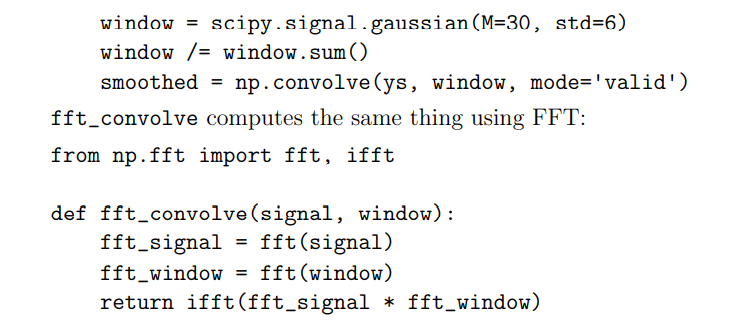 window = scipy.signal.gaussian(M=30, std=6)
window /= window.sum()
smoothed = np.convolve(ys, window, mode='valid')
fft_convolve computes the same thing using FFT:
from np.fft import fft, ifft
def fft_convolve(signal, window):
fft_signal = fft(signal)
fft_window = fft(window)
return ifft(fft_signal * fft_window)